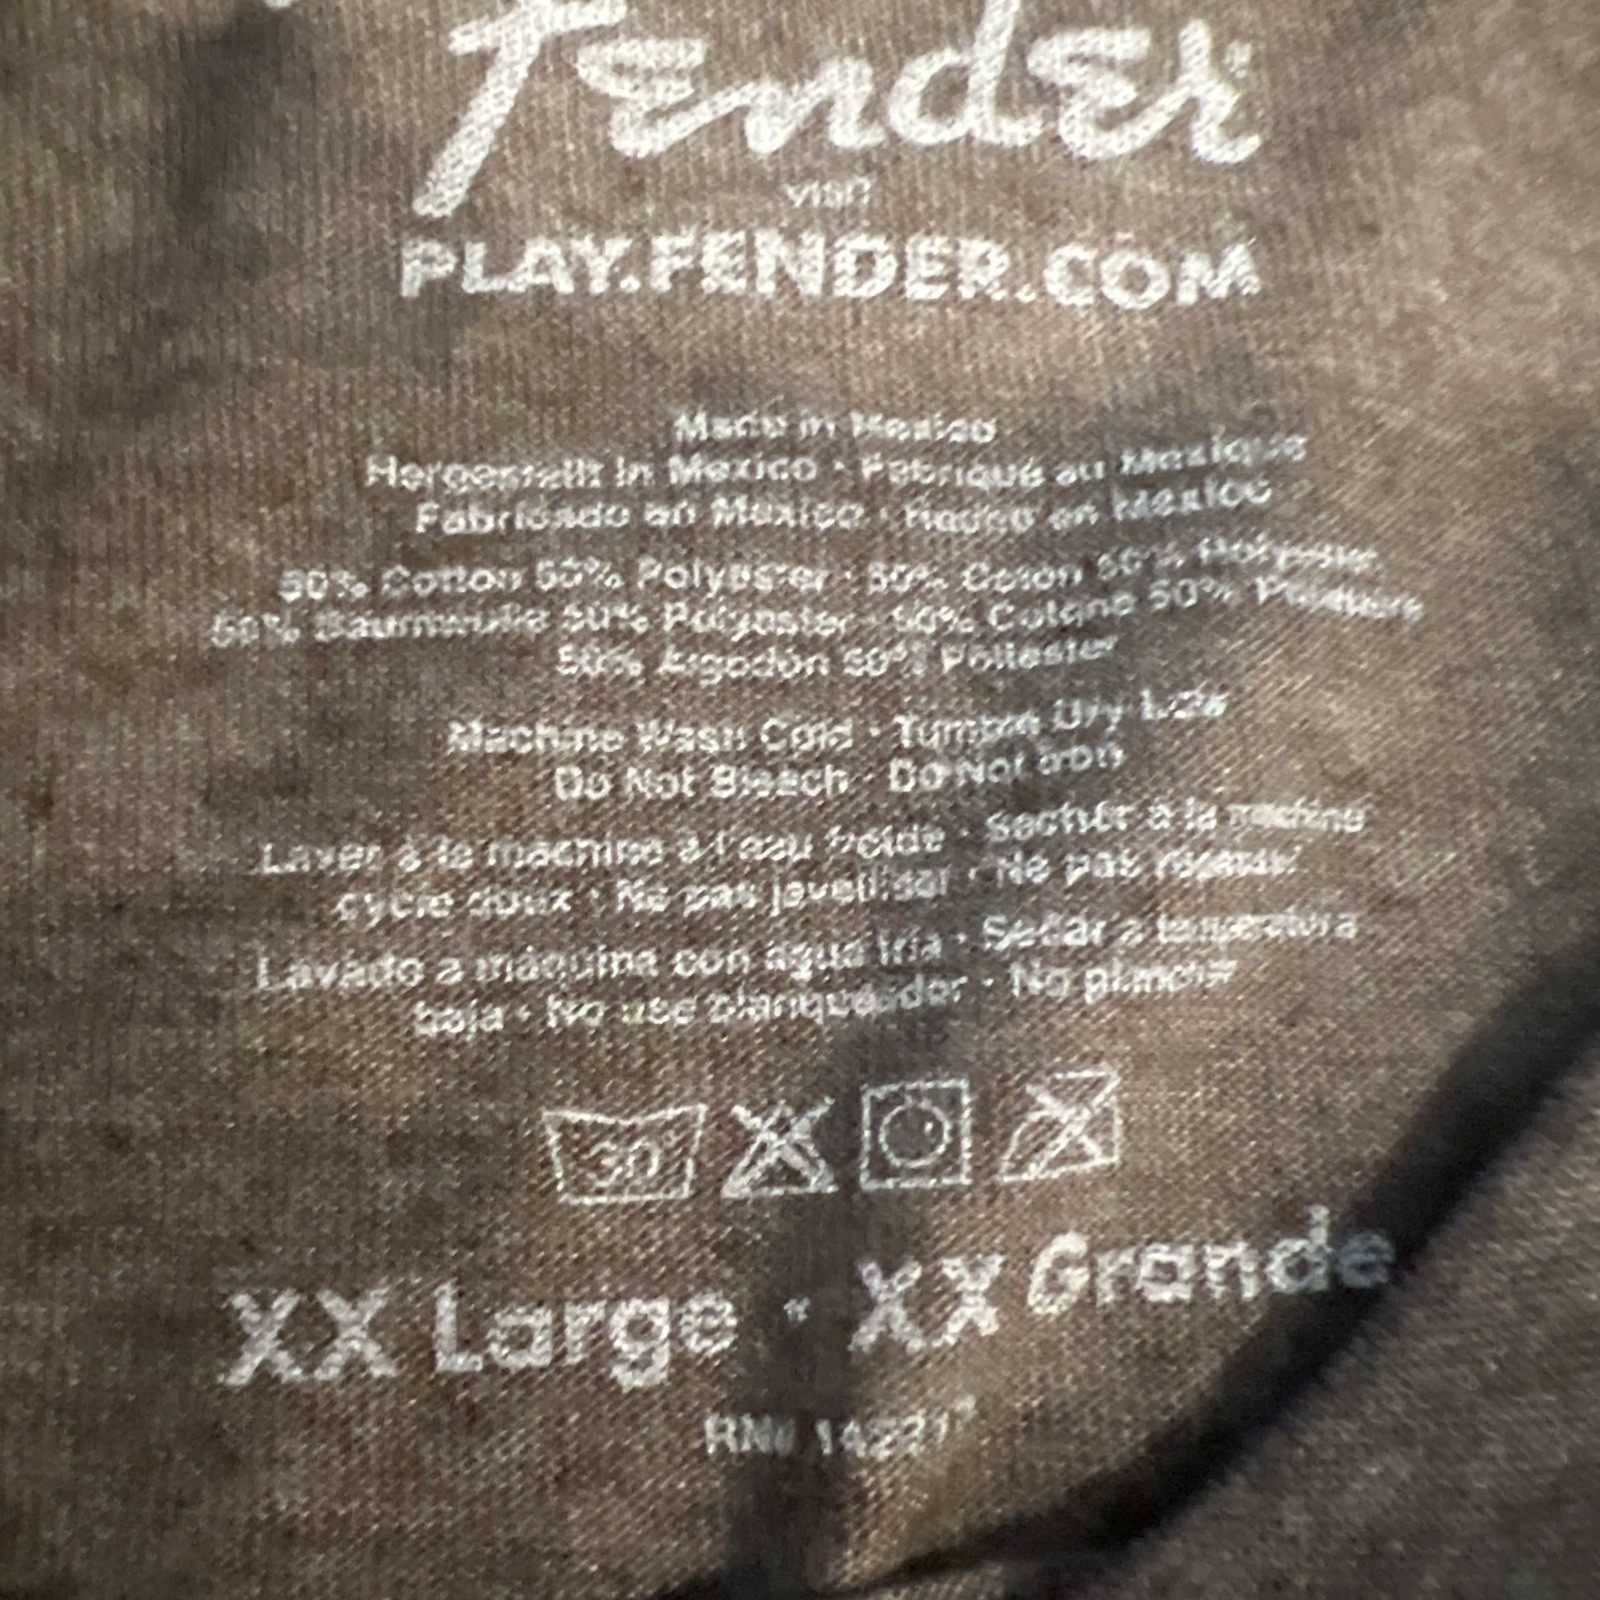 Fender
visit
PLAY.FENDER.COM
Made in Mexico
Hergestellt in Mexico • Fabriqué au Mexique
Fabricado en Mexico • Hecho en Mexico
50% Cotton 50% Polyester • 50% Coton 50% Polyester
50% Baumwolle 50% Polyester • 50% Cotone 50%
50% Algodón 50% Poliester
Machine Wash Cold • Tumble Dry Low
Do Not Bleach • Do Not Iron
Laver à la machine à l'eau froide • Sécher à la machine
cycle doux • Ne pas javelliser • Ne pas repasser
Lavado a máquina con agua fría • Secar a temperatura
baja • No use blanqueador • No planchar
30°
XX Large • XX Grande
RN#